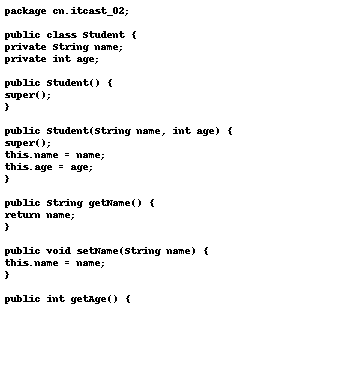 package cn.itcast_02;
public class Student {
private String name;
private int age;
public Student() {
super();
}
public Student(String name, int age) {
super();
this.name = name;
this.age = age;
}
public String getName() {
return name;
}
public void setName(String name) {
this.name = name;
}
public int getAge() {